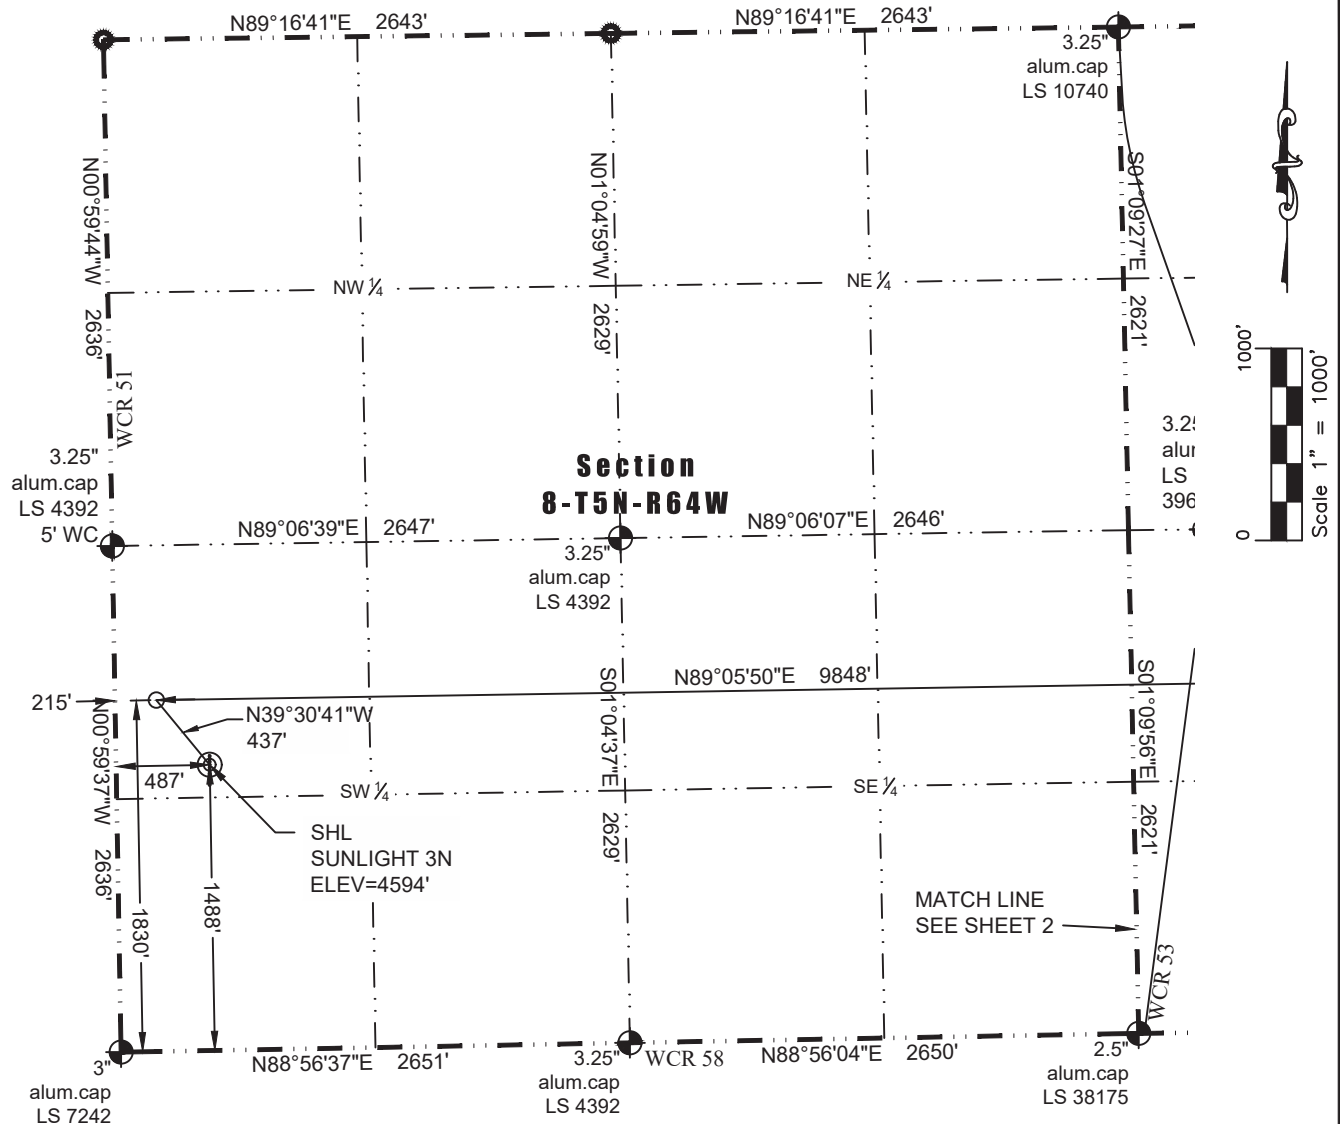 N89°16'41"E 2643'
N89°16'41"E 2643'
3.25"
alum.cap
LS 10740
N00°59'44"W 2636'
N01°04'59"W 2629'
S01°09'27"E 2621'
NW ¼
NE ¼
WCR 51
1000'
0
Scale 1" = 1000'
3.25"
alum.cap
LS 4392
5' WC
Section
8-T5N-R64W
N89°06'39"E 2647'
N89°06'07"E 2646'
3.25"
alum.cap
LS 4392
LS
396
N89°05'50"E 9848'
215'
N39°30'41"W
437'
487'
N00°59'37"W 2636'
S01°04'37"E 2629'
S01°09'56"E 2621'
SW ¼
SE ¼
SHL
SUNLIGHT 3N
ELEV=4594'
1830'
1488'
MATCH LINE
SEE SHEET 2
WCR 53
N88°56'37"E 2651'
WCR 58
N88°56'04"E 2650'
3"
alum.cap
LS 7242
3.25"
alum.cap
LS 4392
2.5"
alum.cap
LS 38175